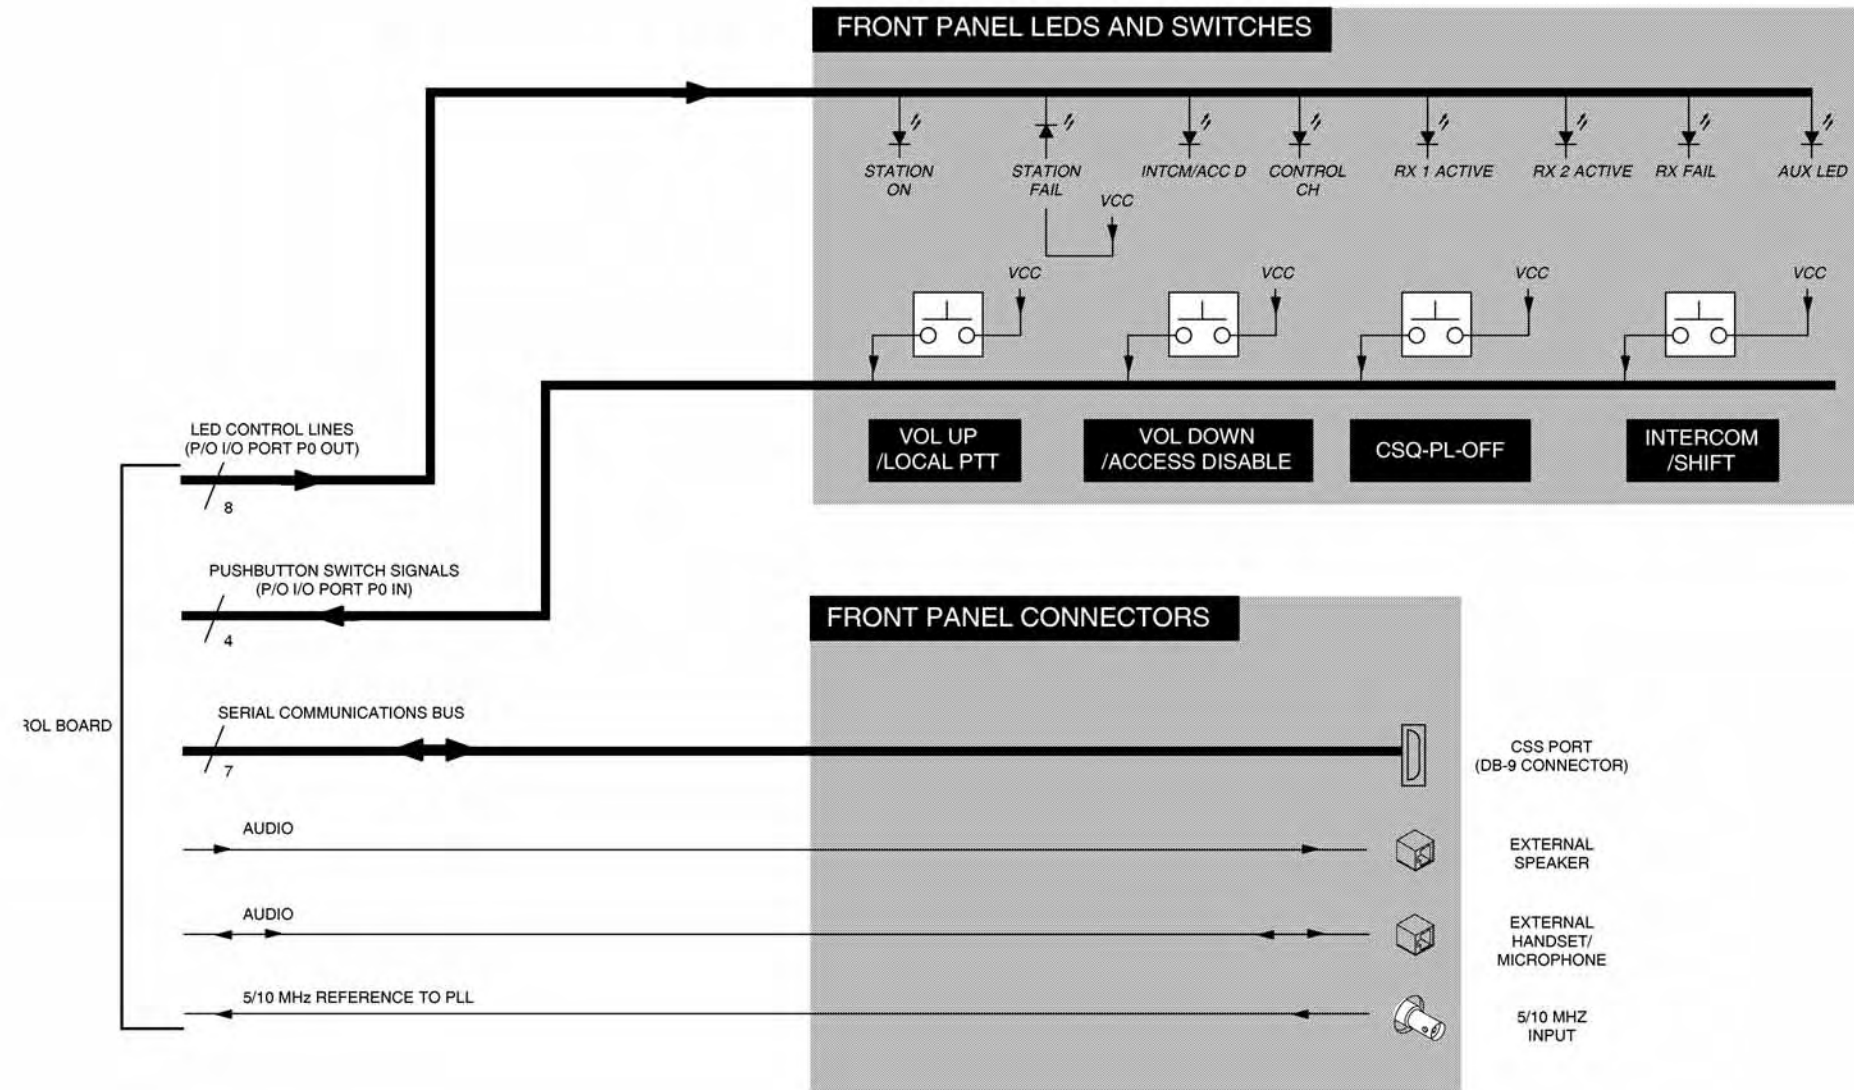 FRONT PANEL LEDS AND SWITCHES
STATION
ON
STATION
FAIL
INTCM/ACC D
CONTROL
CH
RX 1 ACTIVE
RX 2 ACTIVE
RX FAIL
AUX LED
VCC
VCC
VCC
VCC
VCC
VOL UP
/LOCAL PTT
VOL DOWN
/ACCESS DISABLE
CSQ-PL-OFF
INTERCOM
/SHIFT
LED CONTROL LINES
(P/O I/O PORT P0 OUT)
8
PUSHBUTTON SWITCH SIGNALS
(P/O I/O PORT P0 IN)
4
FRONT PANEL CONNECTORS
SERIAL COMMUNICATIONS BUS
7
BOARD
CSS PORT
(DB-9 CONNECTOR)
AUDIO
EXTERNAL
SPEAKER
AUDIO
EXTERNAL
HANDSET/
MICROPHONE
5/10 MHz REFERENCE TO PLL
5/10 MHZ
INPUT